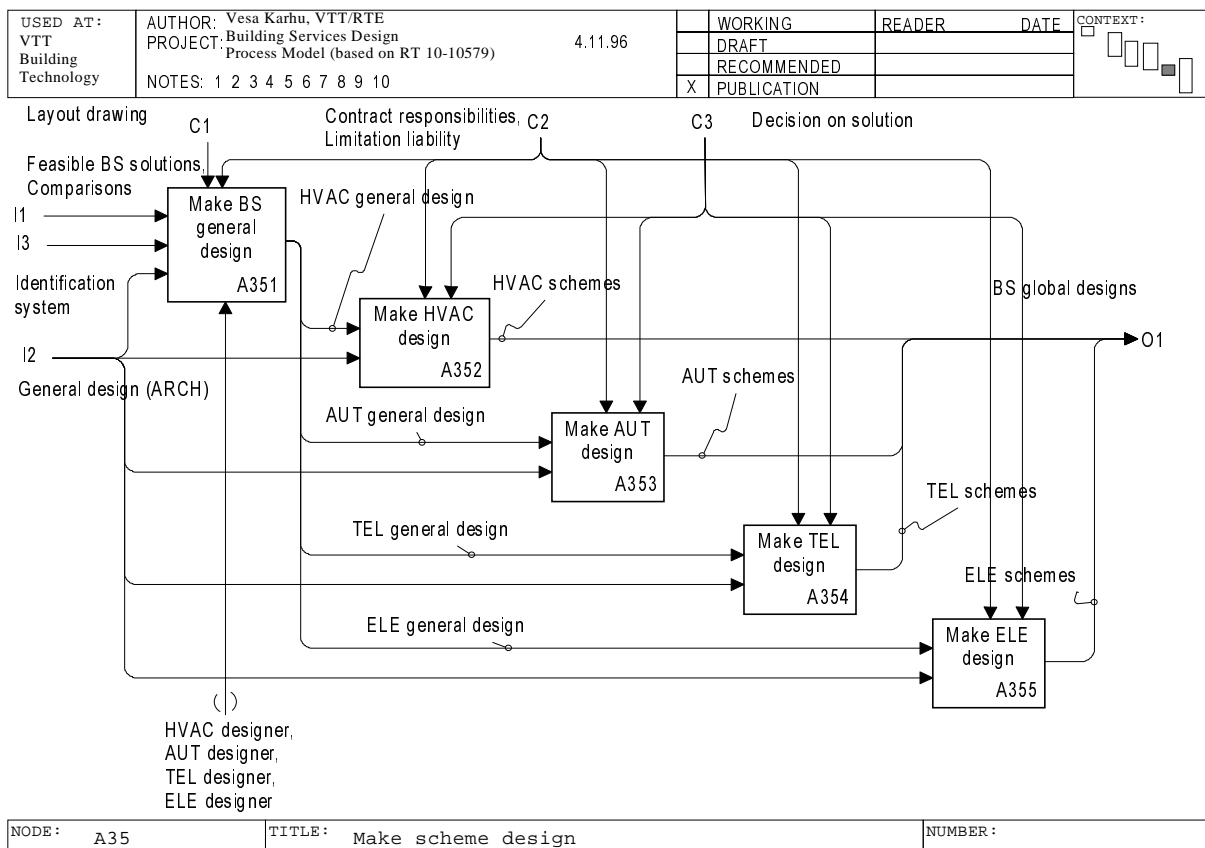 USED AT:
VTT
Building
Technology
AUTHOR: Vesa Karhu, VTT/RTE
PROJECT: Building Services Design
Process Model (based on RT 10-10579)
4.11.96
NOTES: 1 2 3 4 5 6 7 8 9 10
WORKING
DRAFT
RECOMMENDED
X PUBLICATION
READER DATE
CONTEXT:
Layout drawing
C1
Contract responsibilities,
Limitation liability
C2
C3
Decision on solution
Feasible BS solutions,
Comparisons
I1
I3
Make BS
general
design
A351
HVAC general design
Identification
system
I2
General design (ARCH)
Make HVAC
design
A352
HVAC schemes
BS global designs
O1
AUT general design
Make AUT
design
A353
AUT schemes
TEL general design
Make TEL
design
A354
TEL schemes
ELE general design
Make ELE
design
A355
ELE schemes
( )
HVAC designer,
AUT designer,
TEL designer,
ELE designer
NODE: A35
TITLE: Make scheme design
NUMBER: